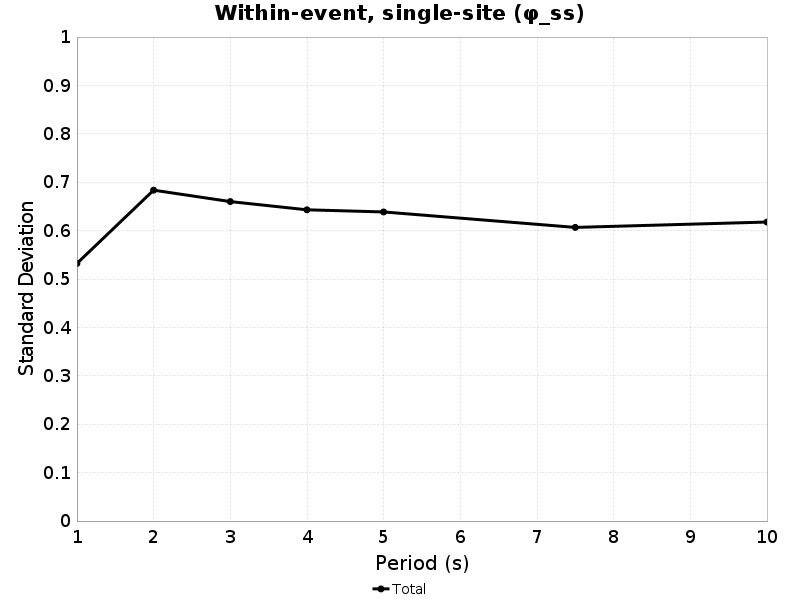 Within-event, single-site (φ_ss)
1
0.9
0.8
0.7
0.6
0.5
0.4
0.3
0.2
0.1
0
Standard Deviation
1 2 3 4 5 6 7 8 9 10
Period (s)
Total